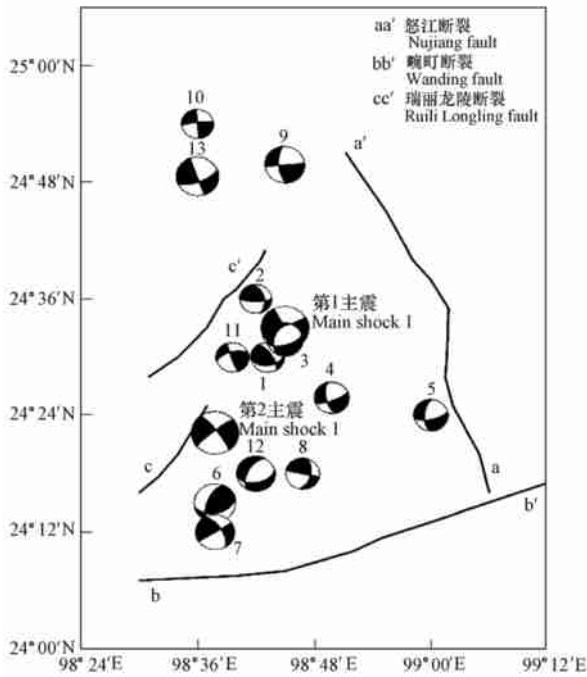 aa′ 怒江断裂
Nujiang fault
bb′ 畹町断裂
Wanding fault
cc′ 瑞丽龙陵断裂
Ruili Longling fault
25°00′N
10
9
a′
13
24°48′N
c′
2
24°36′N
第1主震
Main shock 1
11
1
3
4
5
24°24′N
第2主震
Main shock 1
12
8
c
6
a
b′
24°12′N
7
b
24°00′N
98°24′E
98°36′E
98°48′E
99°00′E
99°12′E